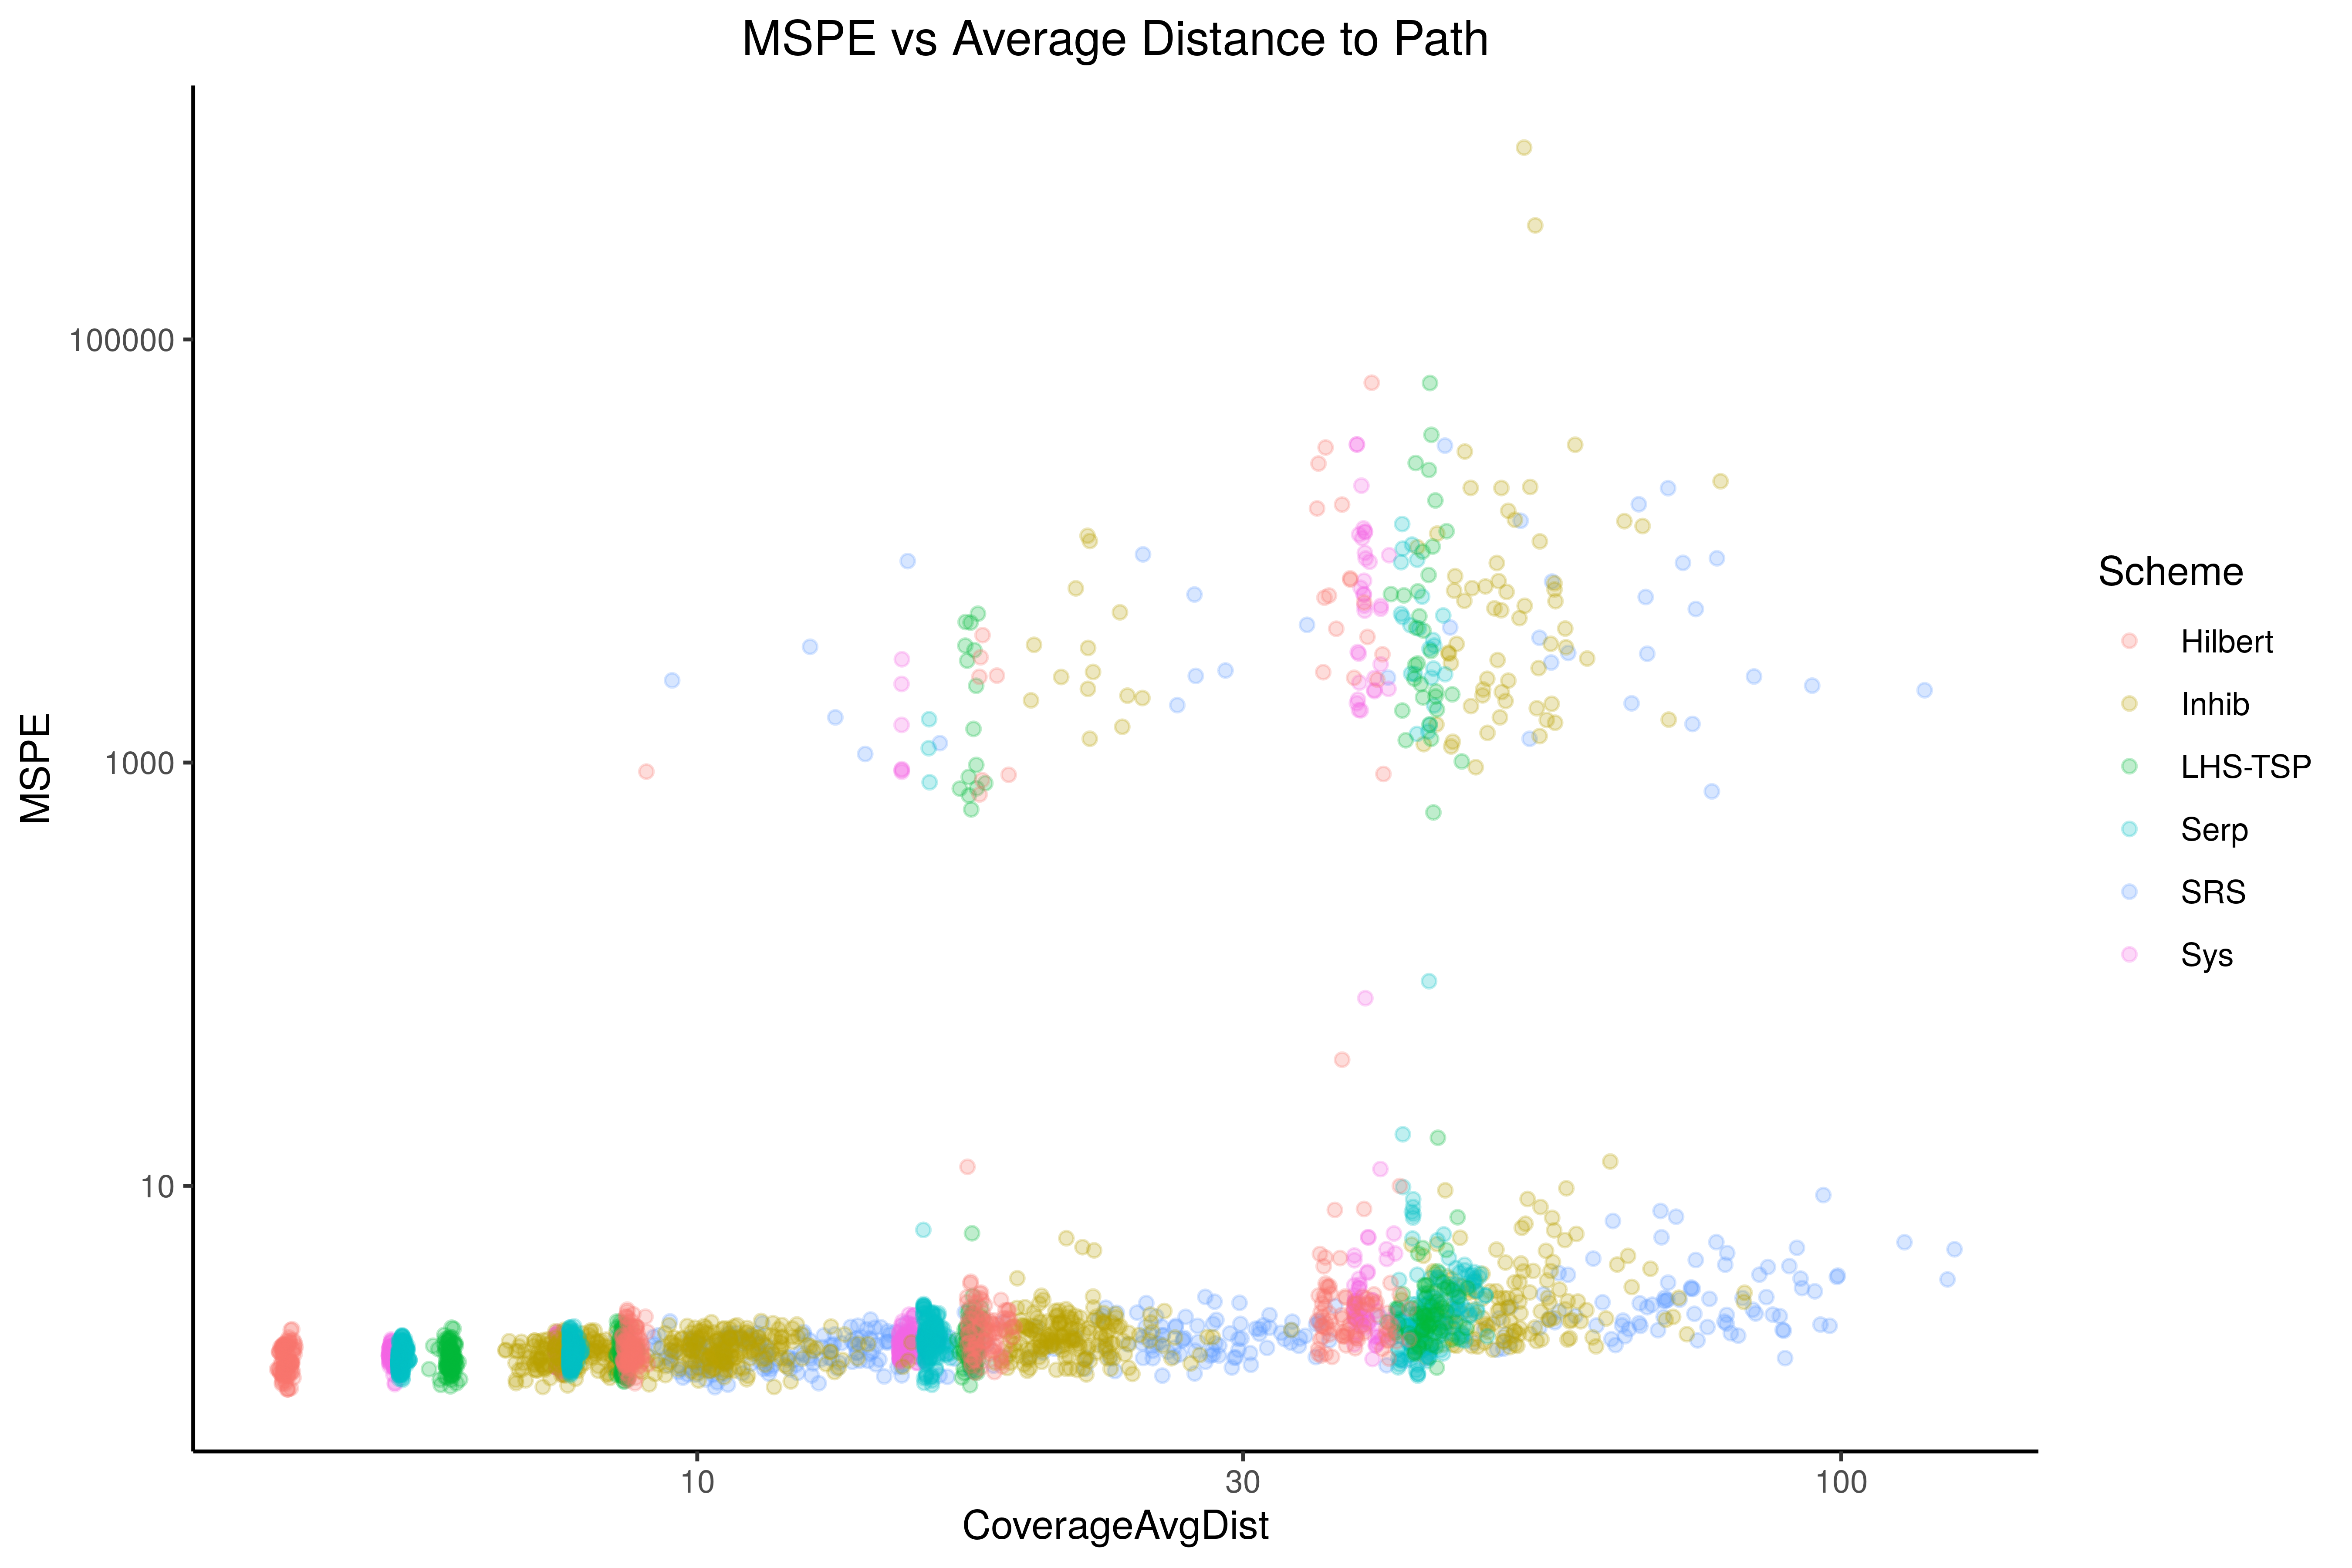 MSPE vs Average Distance to Path
MSPE
100000
1000
10
10
30
100
CoverageAvgDist
Scheme
Hilbert
Inhib
LHS-TSP
Serp
SRS
Sys